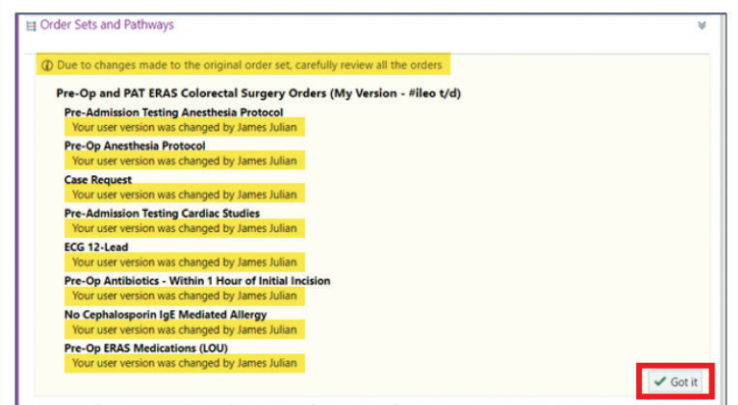 Order Sets and Pathways
Due to changes made to the original order set, carefully review all the orders
Pre-Op and PAT ERAS Colorectal Surgery Orders (My Version - #ileo t/d)
Pre-Admission Testing Anesthesia Protocol
Your user version was changed by James Julian
Pre-Op Anesthesia Protocol
Your user version was changed by James Julian
Case Request
Your user version was changed by James Julian
Pre-Admission Testing Cardiac Studies
Your user version was changed by James Julian
ECG 12-Lead
Your user version was changed by James Julian
Pre-Op Antibiotics - Within 1 Hour of Initial Incision
Your user version was changed by James Julian
No Cephalosporin IgE Mediated Allergy
Your user version was changed by James Julian
Pre-Op ERAS Medications (LOU)
Your user version was changed by James Julian
Got it